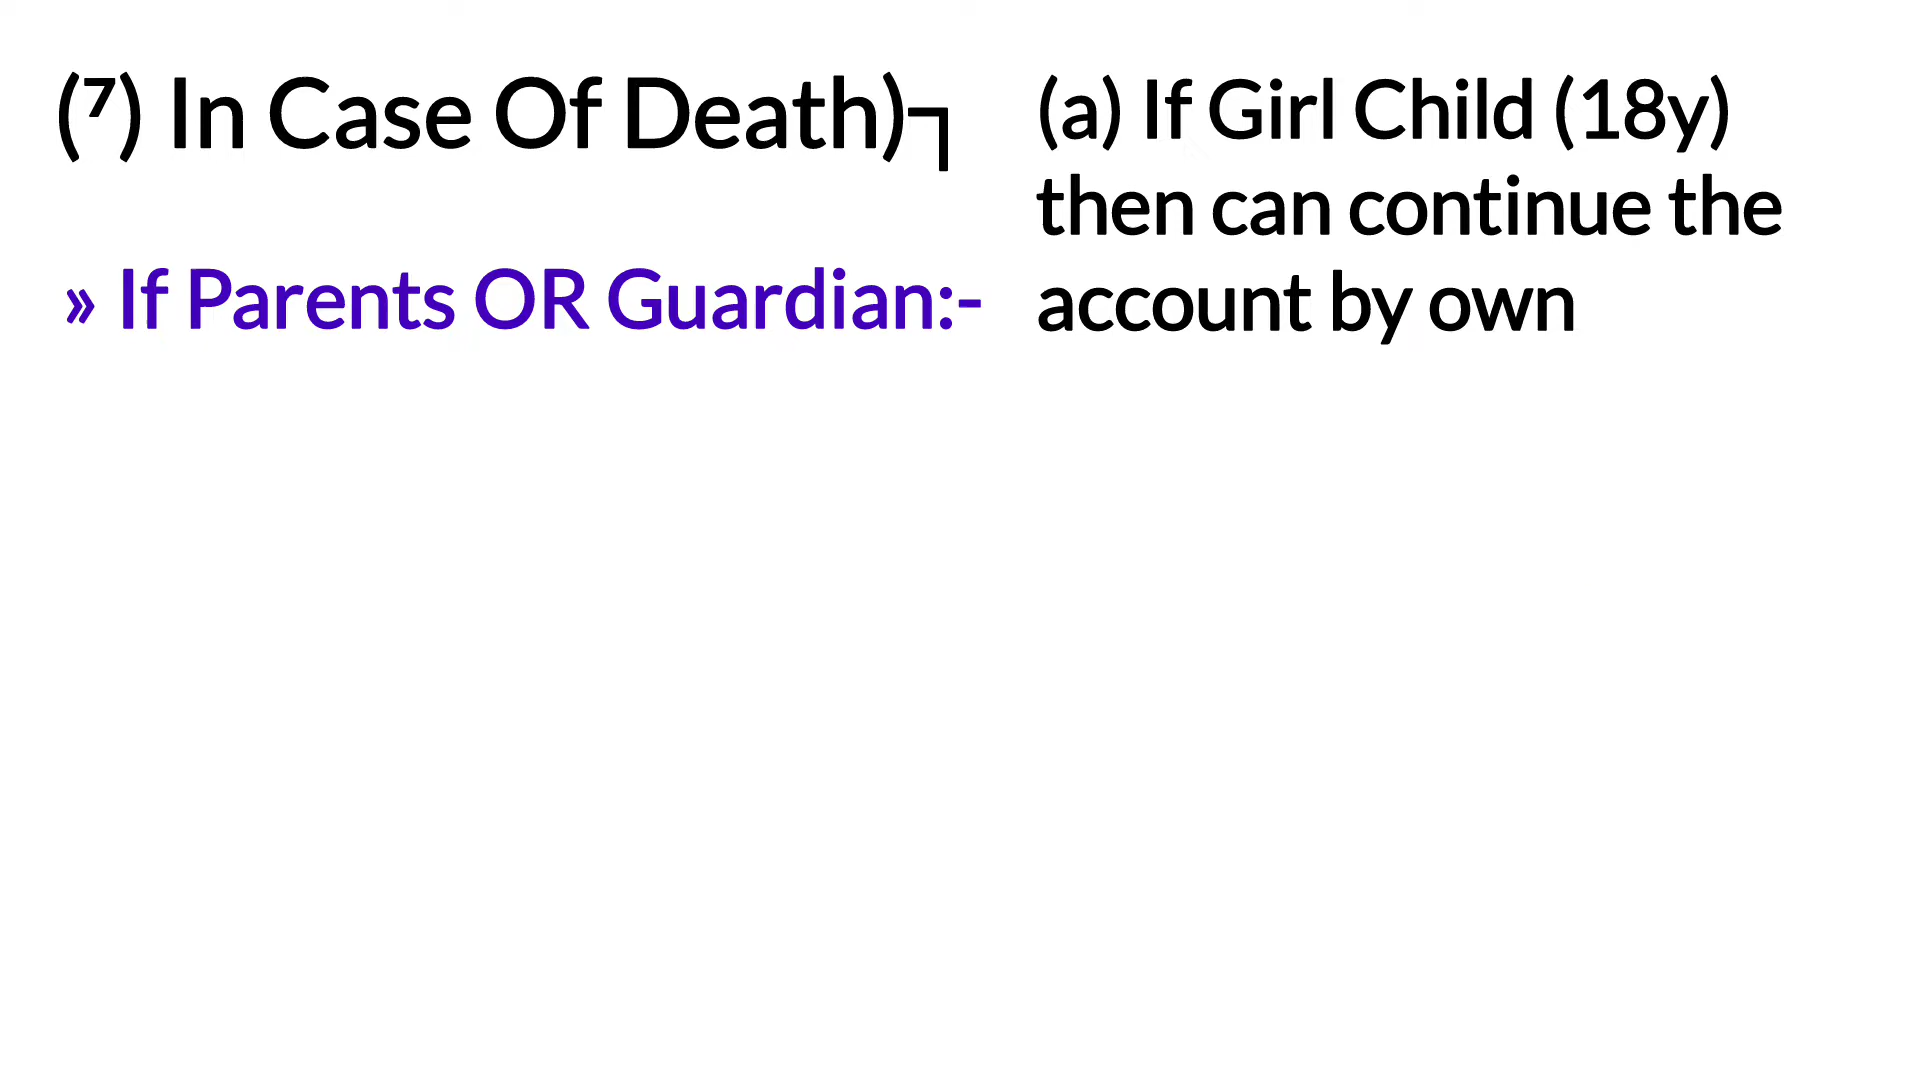 (⁷) In Case Of Death)┐
» If Parents OR Guardian:-
(a) If Girl Child (18y)
then can continue the
account by own